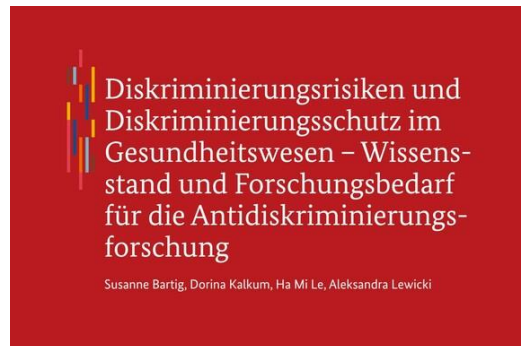 Diskriminierungsrisiken und
Diskriminierungsschutz im
Gesundheitswesen – Wissens-
stand und Forschungsbedarf
für die Antidiskriminierungs-
forschung
Susanne Bartig, Dorina Kalkum, Ha Mi Le, Aleksandra Lewicki